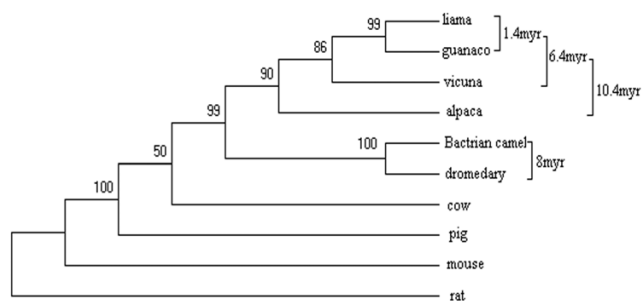 liama
99
1.4myr
guanaco
86
6.4myr
vicuna
90
10.4myr
alpaca
99
Bactrian camel
100
8myr
dromedary
50
cow
100
pig
mouse
rat